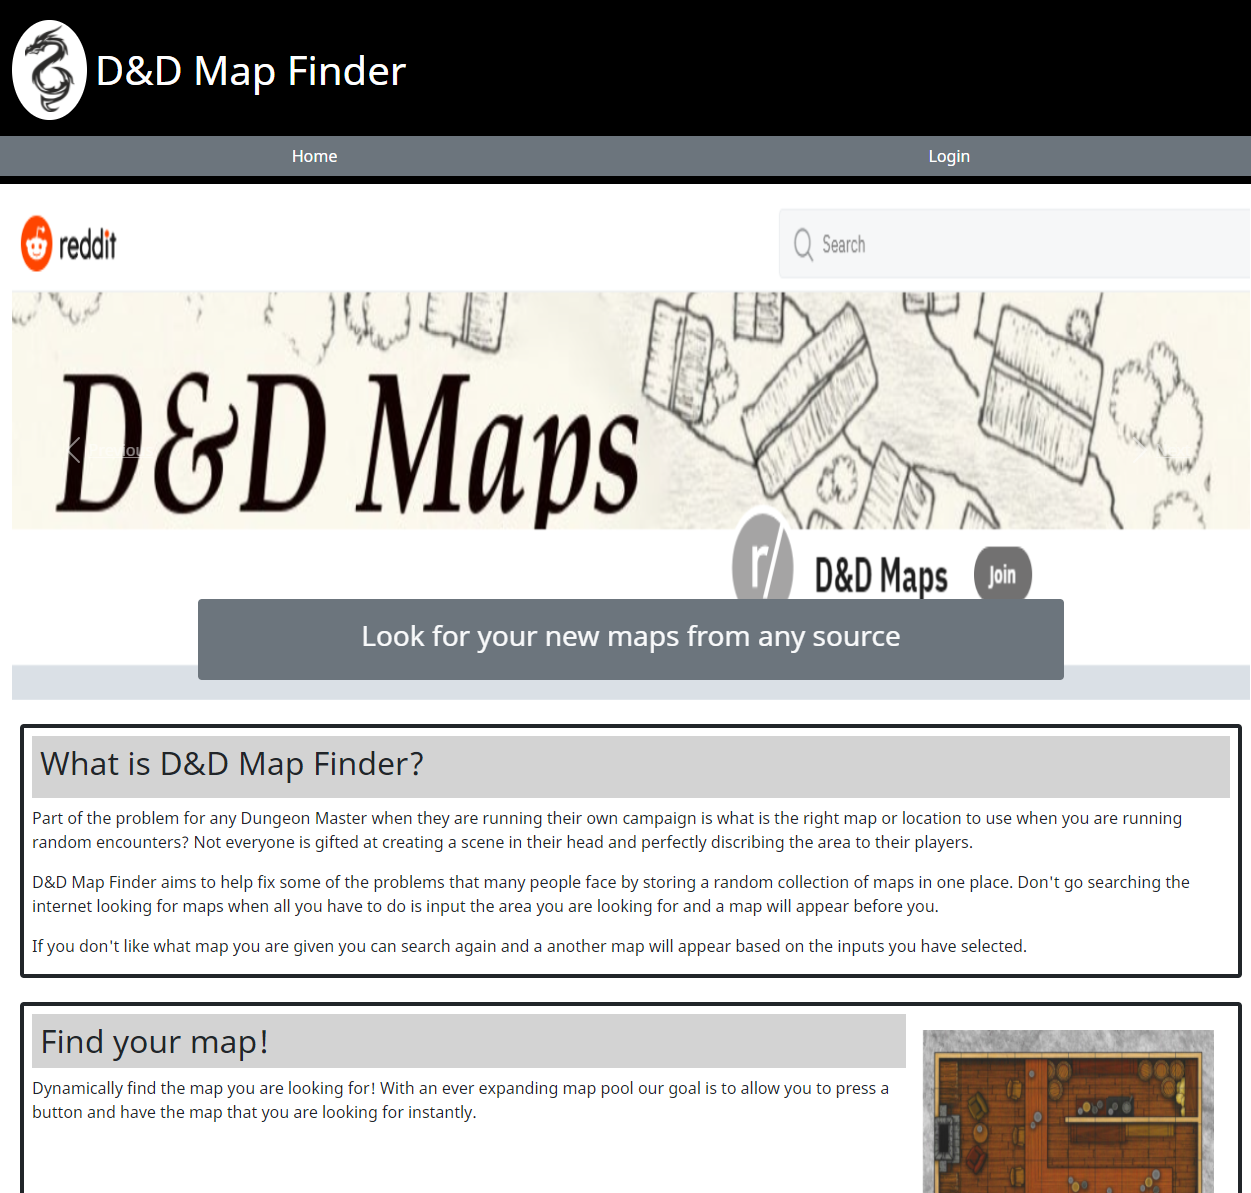 D&D Map Finder
Home
Login
reddit
Search
D&D Maps
r/
D&D Maps
Join
Look for your new maps from any source
What is D&D Map Finder?
Part of the problem for any Dungeon Master when they are running their own campaign is what is the right map or location to use when you are running
random encounters? Not everyone is gifted at creating a scene in their head and perfectly discribing the area to their players.
D&D Map Finder aims to help fix some of the problems that many people face by storing a random collection of maps in one place. Don't go searching the
internet looking for maps when all you have to do is input the area you are looking for and a map will appear before you.
If you don't like what map you are given you can search again and a another map will appear based on the inputs you have selected.
Find your map!
Dynamically find the map you are looking for! With an ever expanding map pool our goal is to allow you to press a
button and have the map that you are looking for instantly.